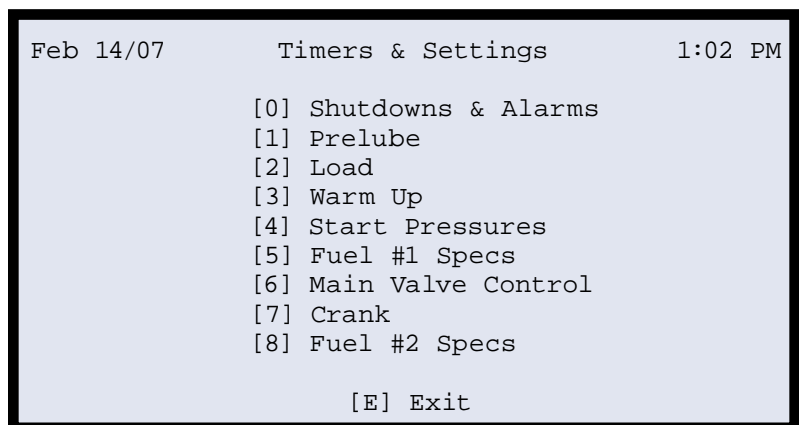 Feb 14/07 Timers & Settings 1:02 PM
[0] Shutdowns & Alarms
[1] Prelube
[2] Load
[3] Warm Up
[4] Start Pressures
[5] Fuel #1 Specs
[6] Main Valve Control
[7] Crank
[8] Fuel #2 Specs
[E] Exit